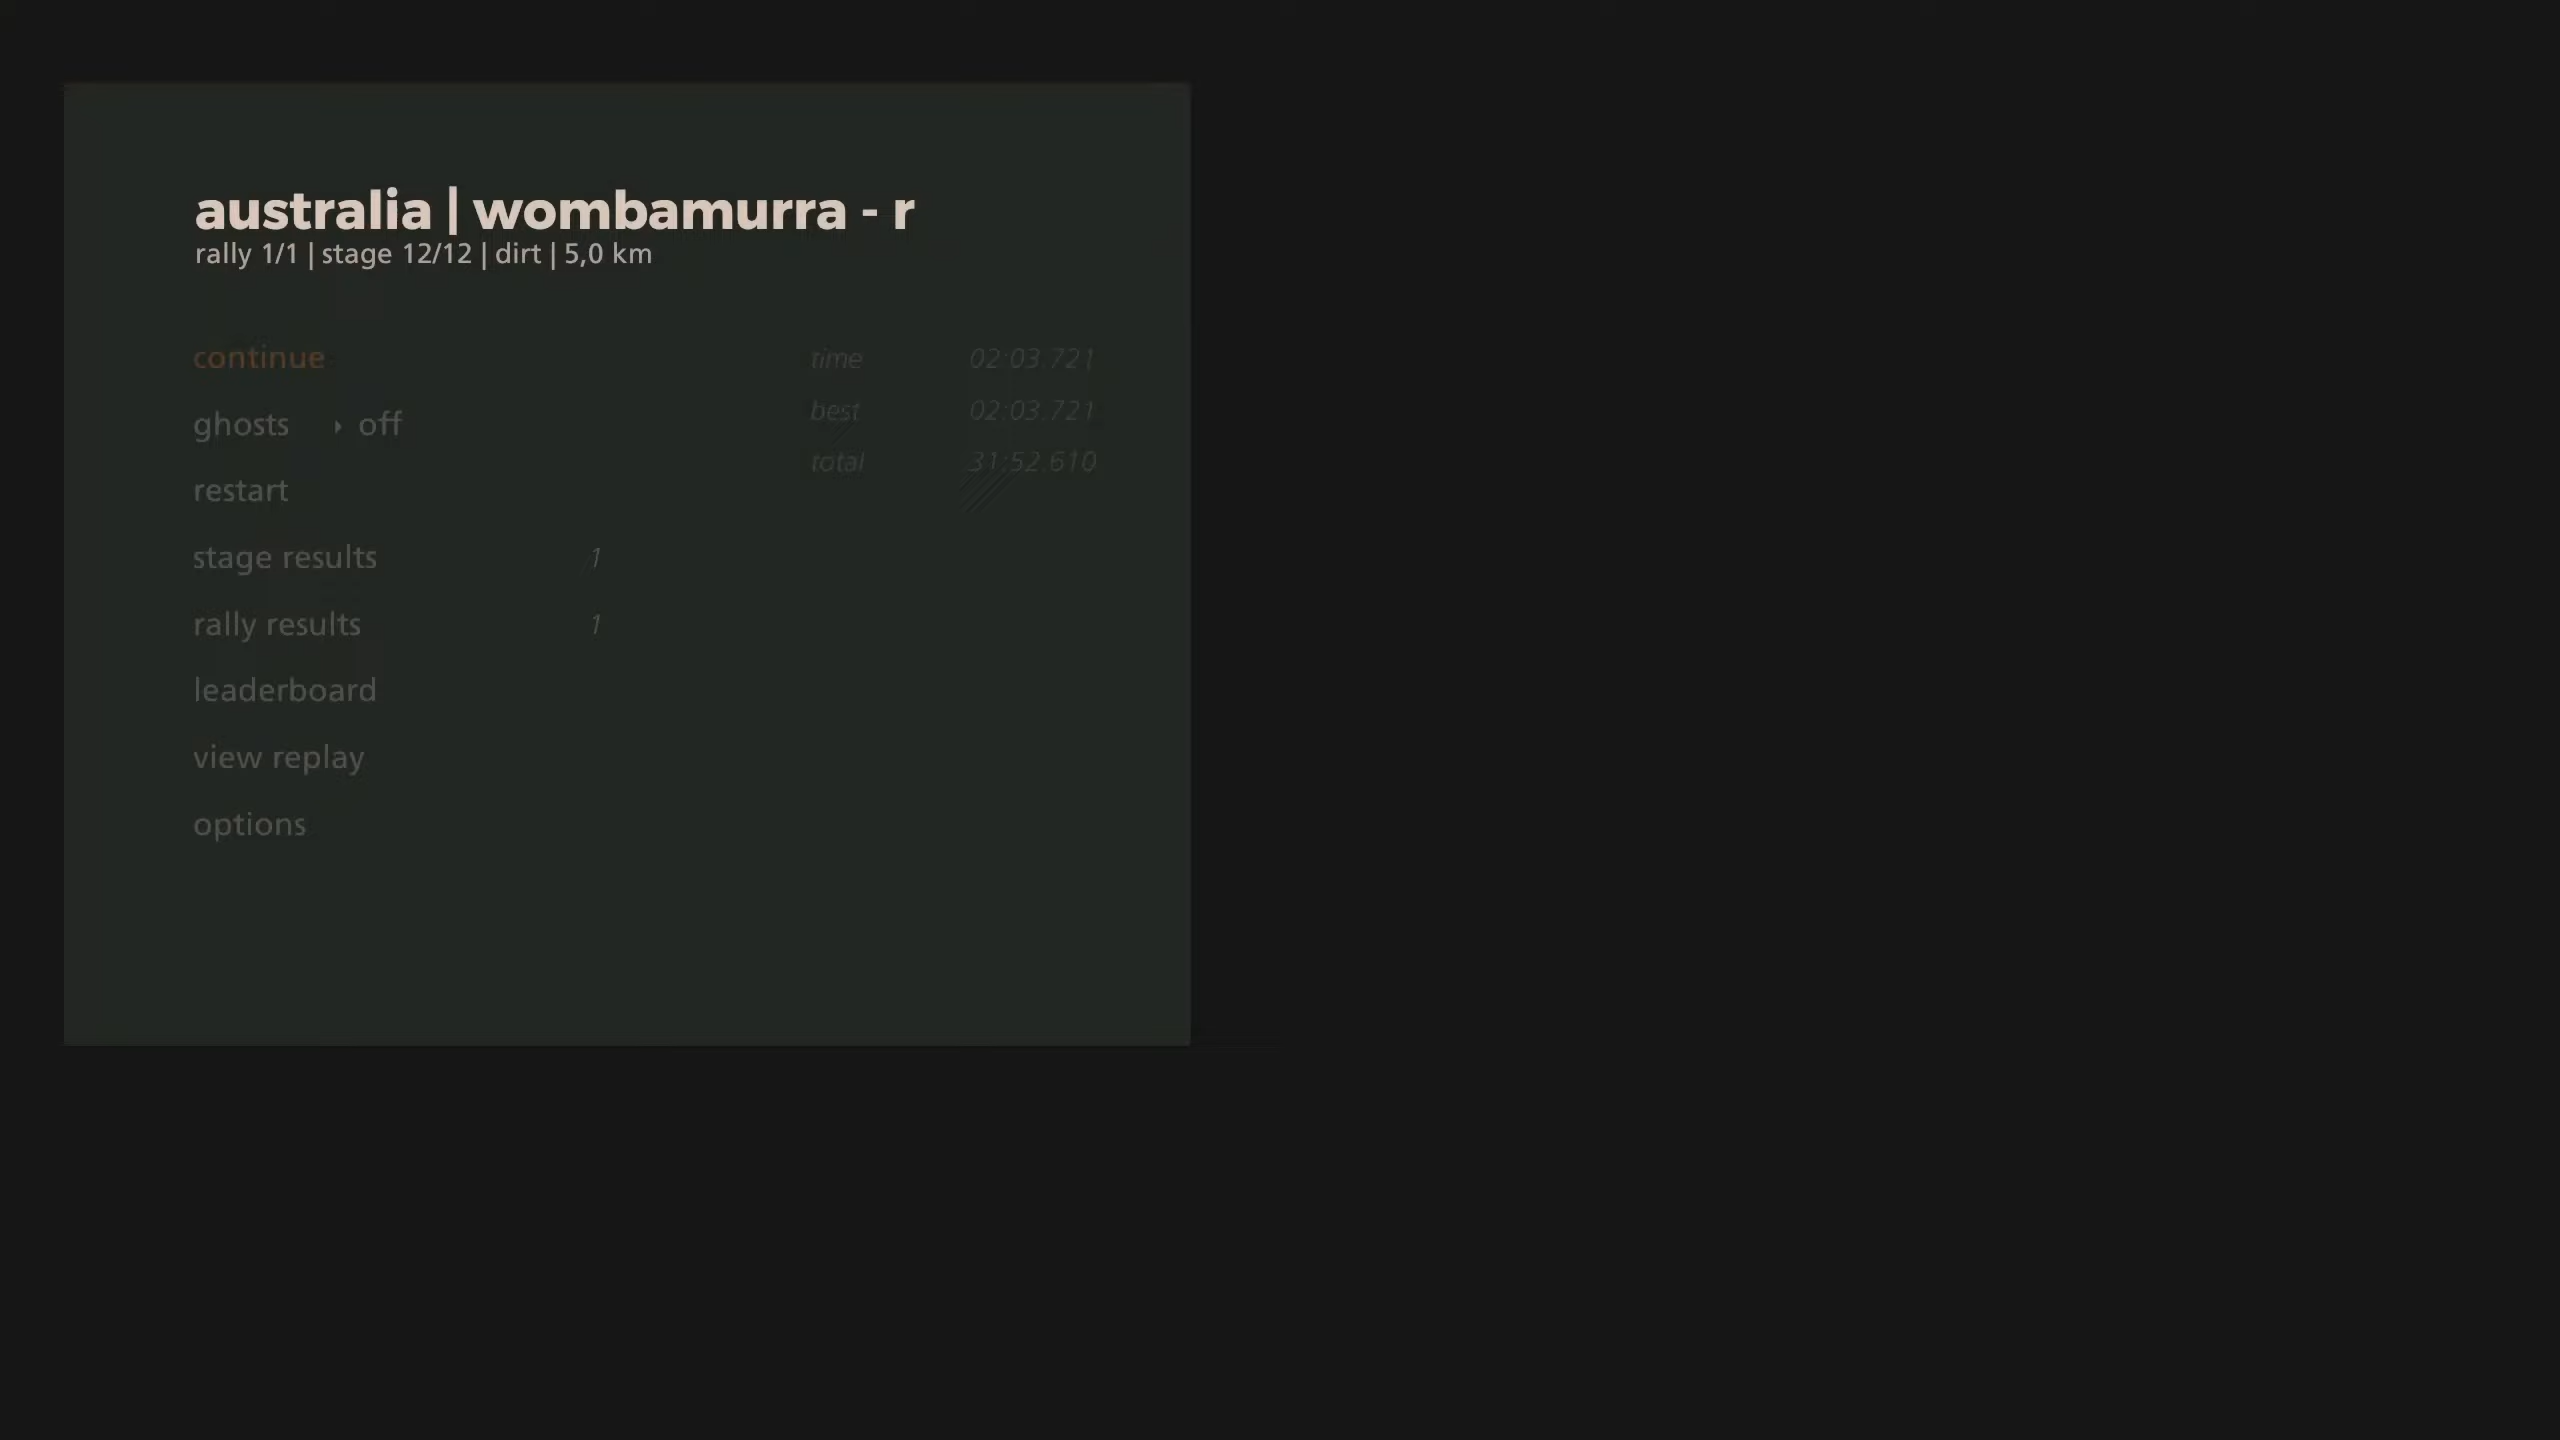 australia | wombamurra - r
rally 1/1 | stage 12/12 | dirt | 5,0 km
continue
time 02:03.721
best 02:03.721
total 31:52.610
ghosts off
restart
stage results 1
rally results 1
leaderboard
view replay
options